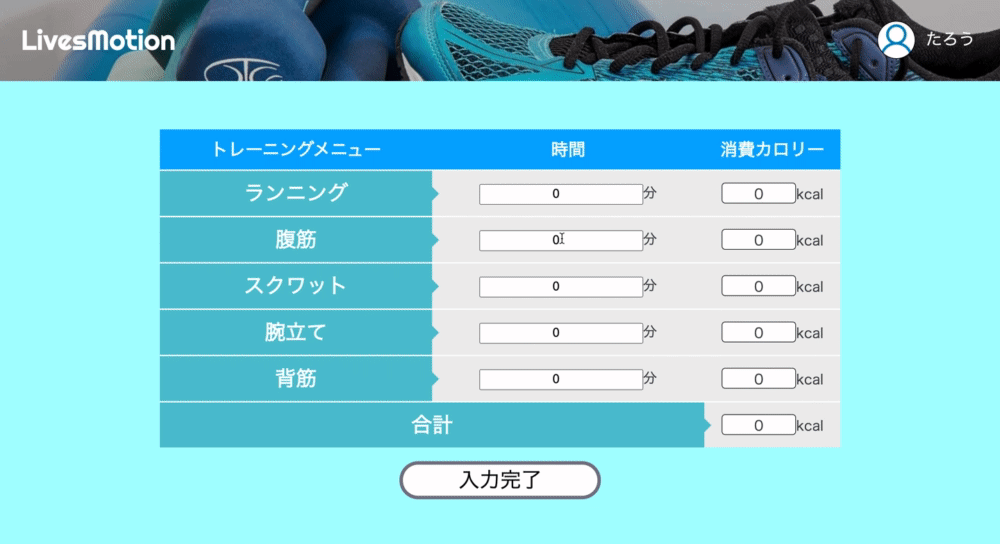 LivesMotion
たろう
トレーニングメニュー 時間 消費カロリー
ランニング 0 分 0 kcal
腹筋 0 分 0 kcal
スクワット 0 分 0 kcal
腕立て 0 分 0 kcal
背筋 0 分 0 kcal
合計 0 kcal
入力完了